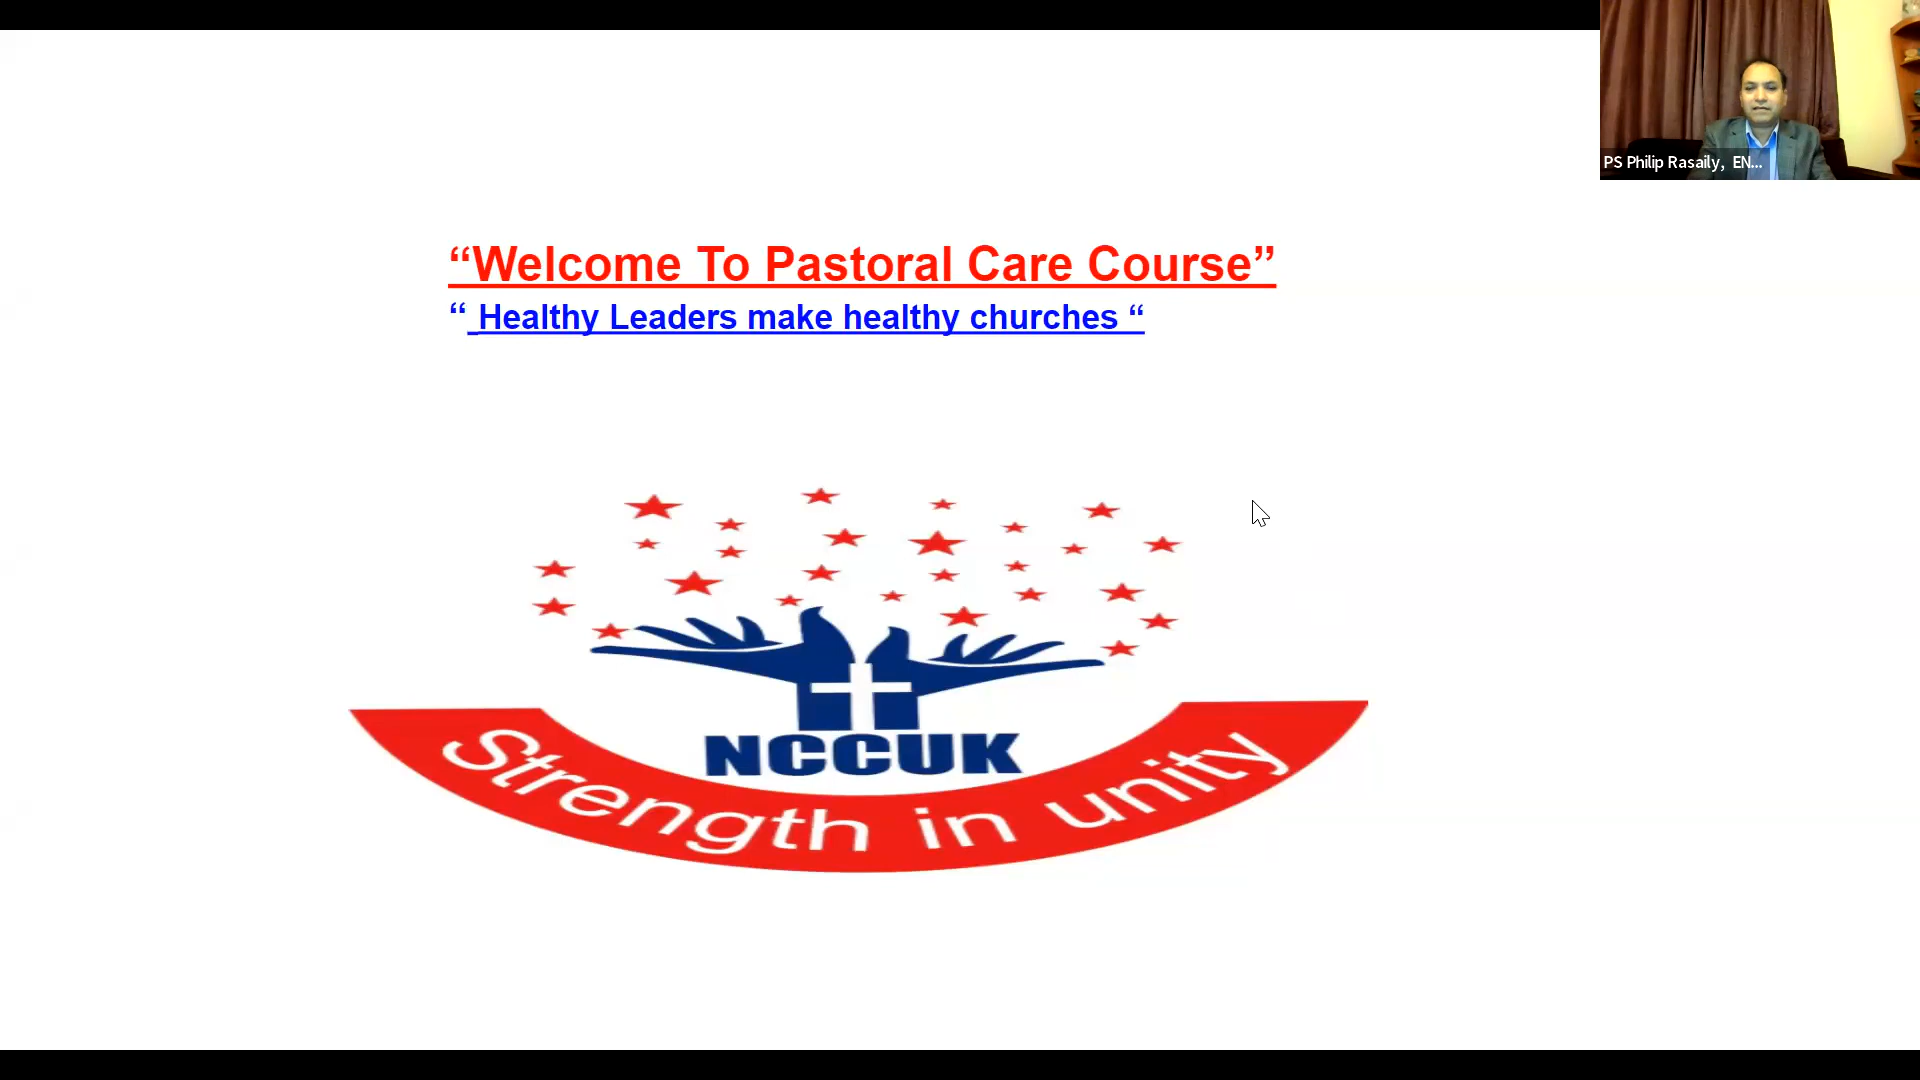 “Welcome To Pastoral Care Course”
“ Healthy Leaders make healthy churches “
NCCUK
Strength in unity
PS Philip Rasaily, EN...